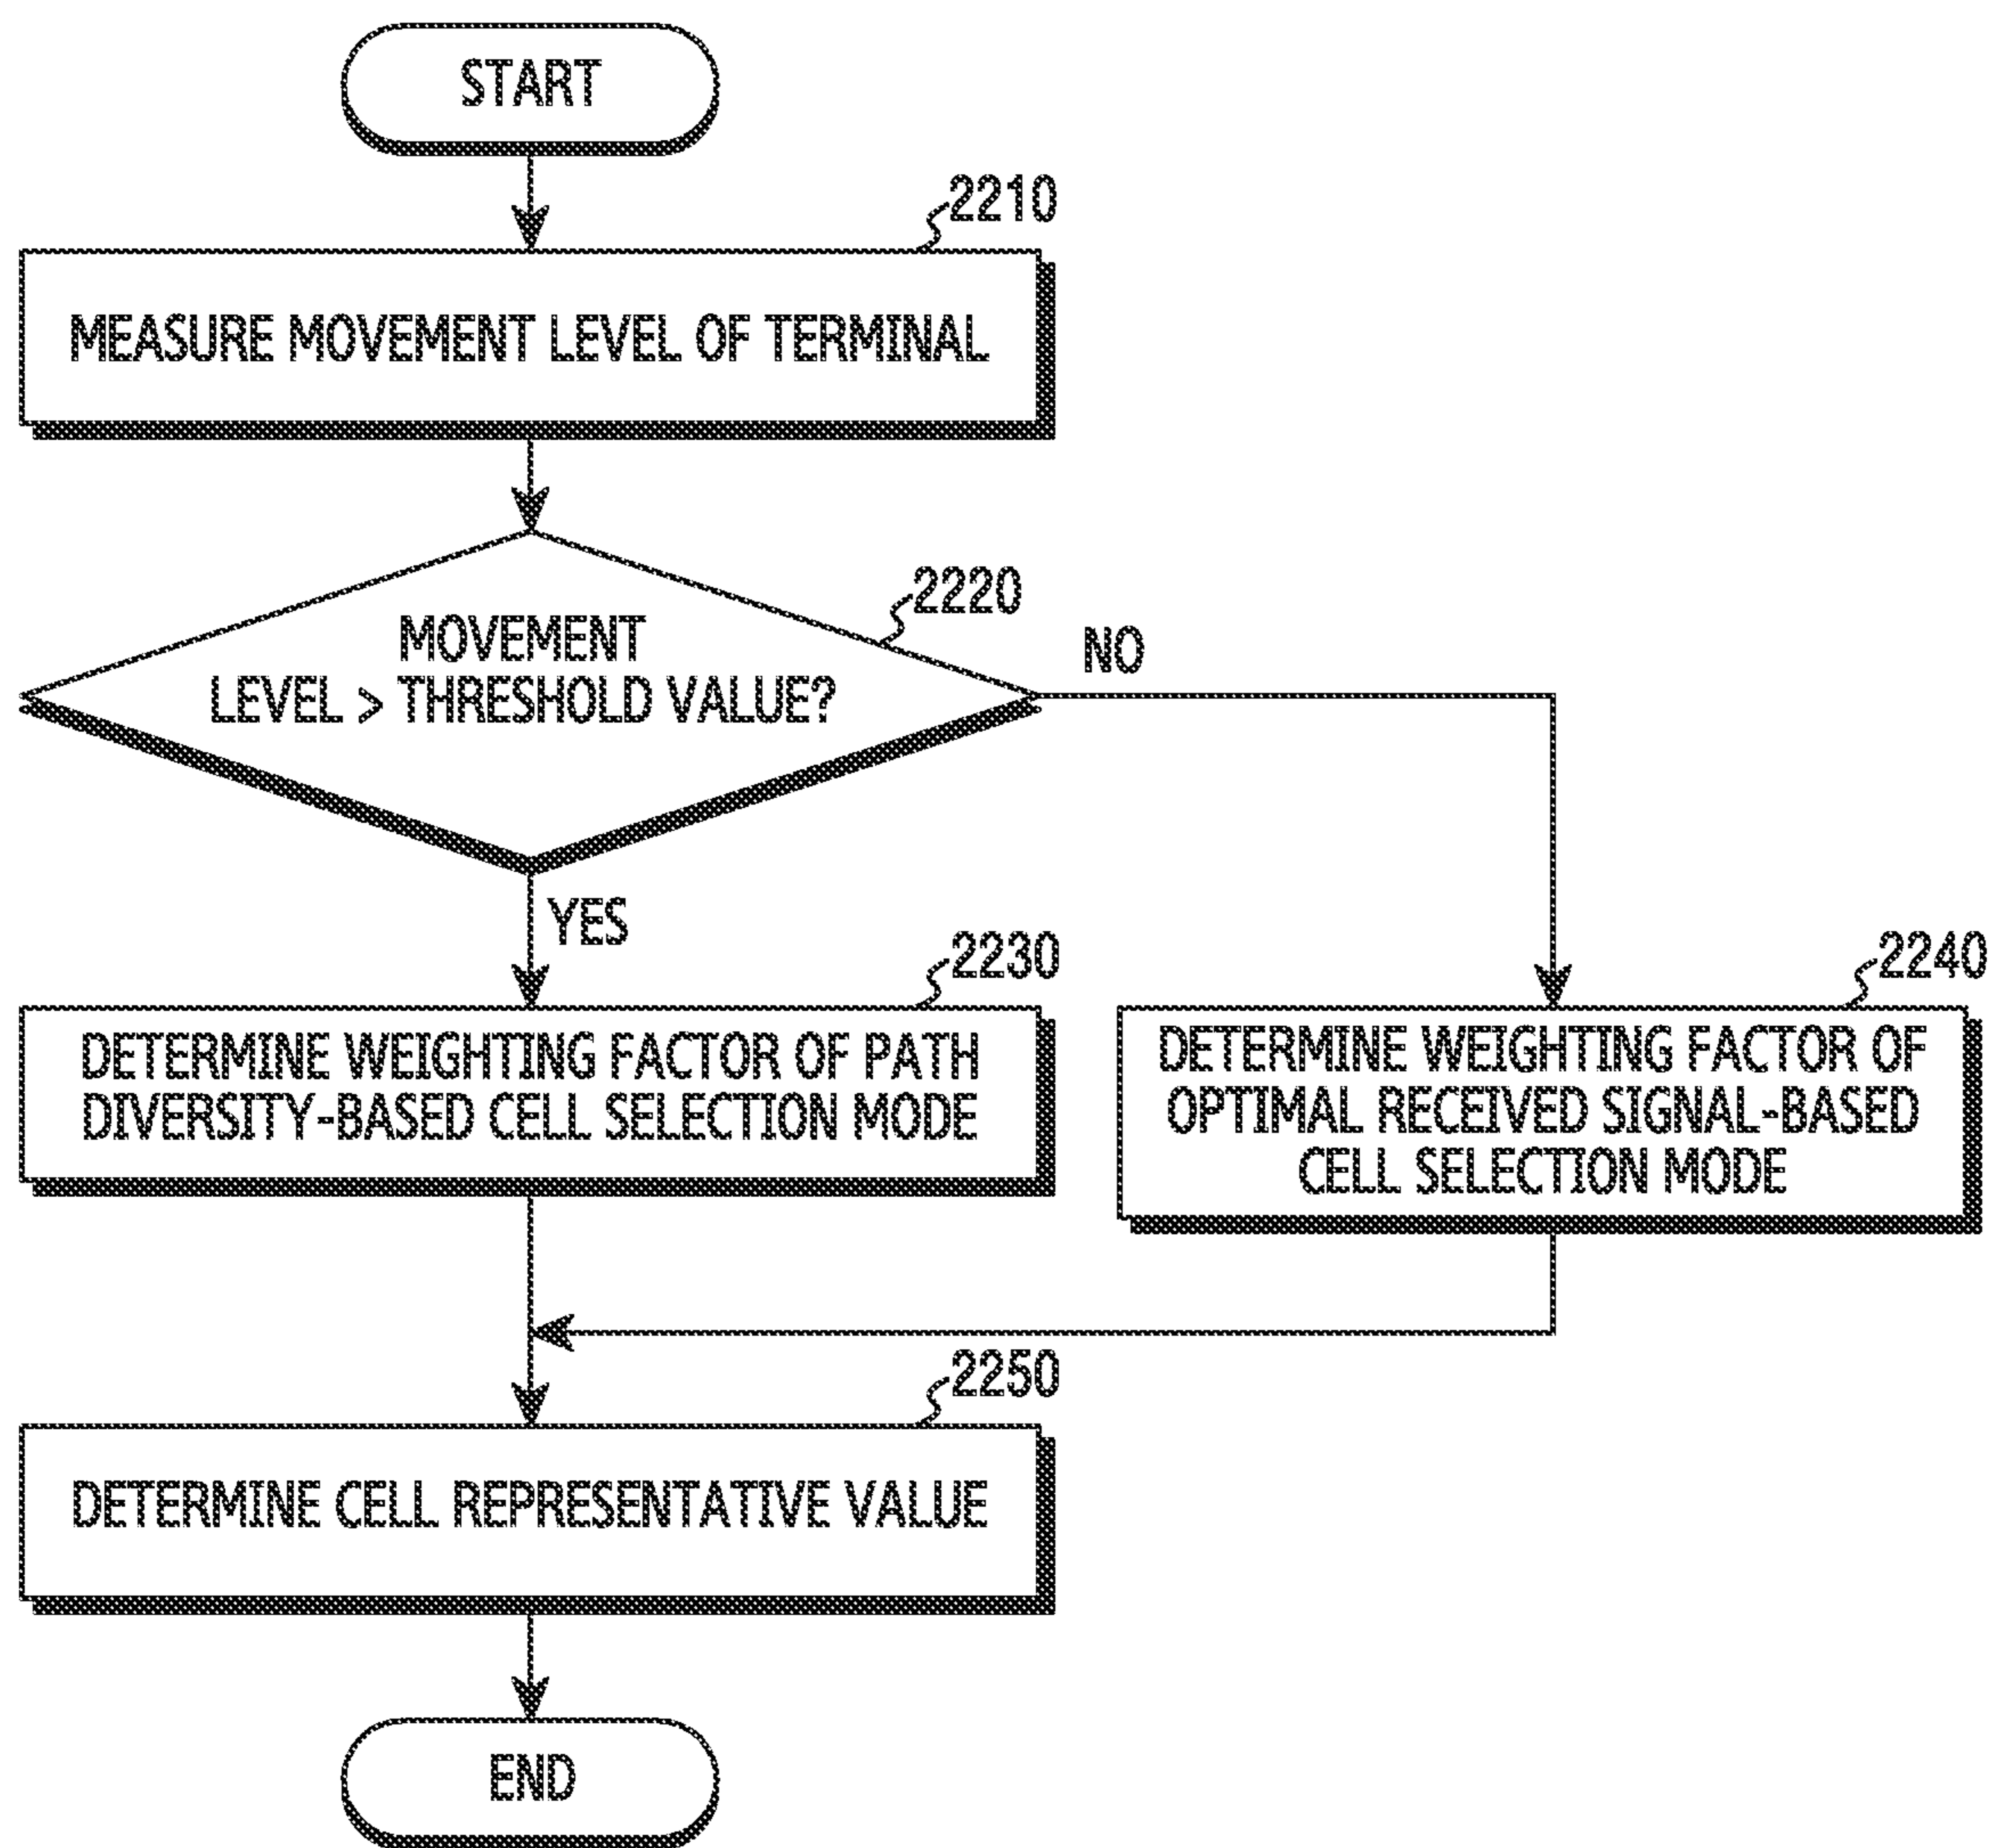 START
2210
MEASURE MOVEMENT LEVEL OF TERMINAL
2220
MOVEMENT
LEVEL > THRESHOLD VALUE?
NO
YES
2230
DETERMINE WEIGHTING FACTOR OF PATH
DIVERSITY-BASED CELL SELECTION MODE
2240
DETERMINE WEIGHTING FACTOR OF
OPTIMAL RECEIVED SIGNAL-BASED
CELL SELECTION MODE
2250
DETERMINE CELL REPRESENTATIVE VALUE
END